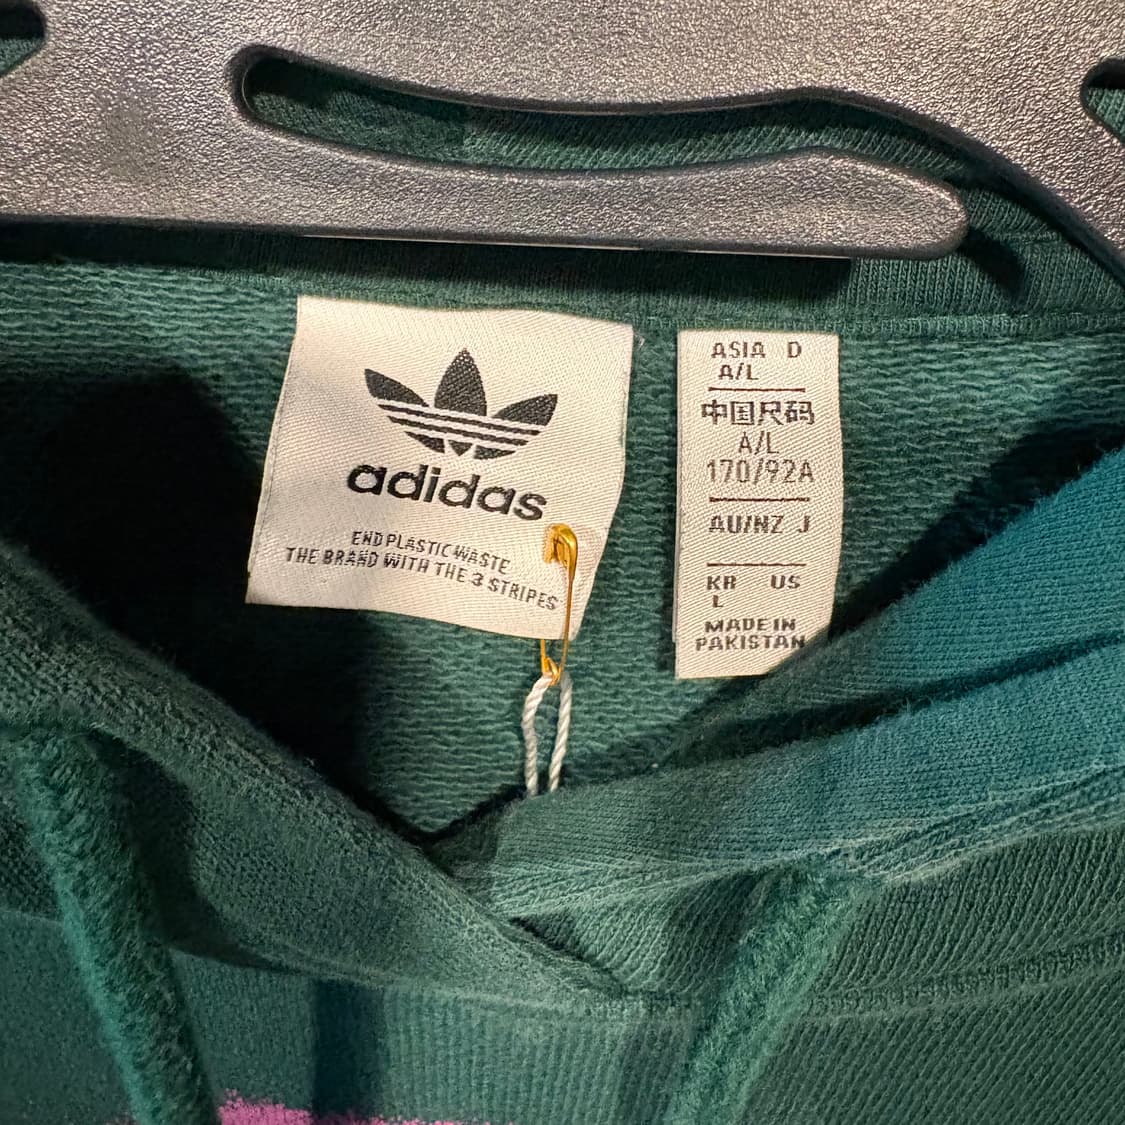 adidas
END PLASTIC WASTE
THE BRAND WITH THE 3 STRIPES
ASIA D
A/L
中国尺码
A/L
170/92A
AU/NZ J
KR US
L
MADE IN
PAKISTAN